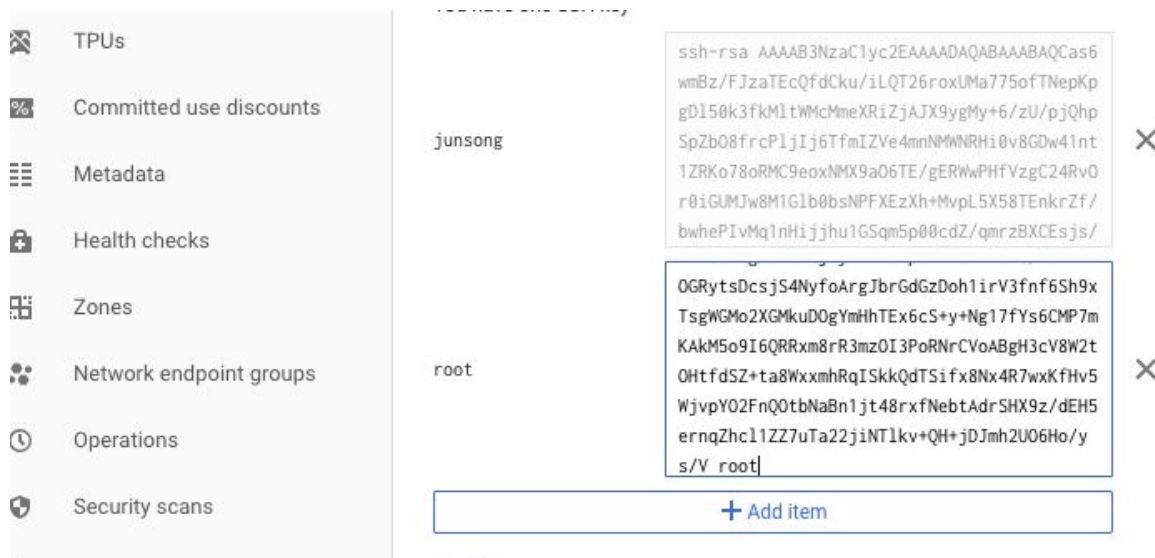 TPUs
Committed use discounts
Metadata
Health checks
Zones
Network endpoint groups
Operations
Security scans
junsong
ssh-rsa AAAAB3NzaC1yc2EAAAADAQABAAABAQCas6
wmBz/FJzaTEcQfdCku/iLQT26roxUMa775ofTNepKp
gDl50k3fkMltWMcMmeXRiZjAJX9ygMy+6/zU/pjQhp
SpZbO8frcPljIj6TfmIZVe4mnNMWNRHi0v8GDw41nt
1ZRKo78oRMC9eoxNMX9aO6TE/gERWwPHfVzgC24RvO
r0iGUMJw8M1Glb0bsNPFXEzXh+MvpL5X58TEnkrZf/
bwhePIvMq1nHijjhu1GSqm5p00cdZ/qmrzBXCEsjs/
root
OGRytsDcsjS4NyfoArgJbrGdGzDoh1irV3fnf6Sh9x
TsgWGMo2XGMkuDOgYmHhTEx6cS+y+Ng17fYs6CMP7m
KAkM5o9I6QRRxm8rR3mzOI3PoRNrCVoABgH3cV8W2t
OHtfdSZ+ta8WxxmhRqISkkQdTSifx8Nx4R7wxKfHv5
WjvpYO2FnQOtbNaBn1jt48rxfNebtAdrSHX9z/dEH5
ernqZhcl1ZZ7uTa22jiNTlkv+QH+jDJmh2UO6Ho/y
s/V root
+ Add item